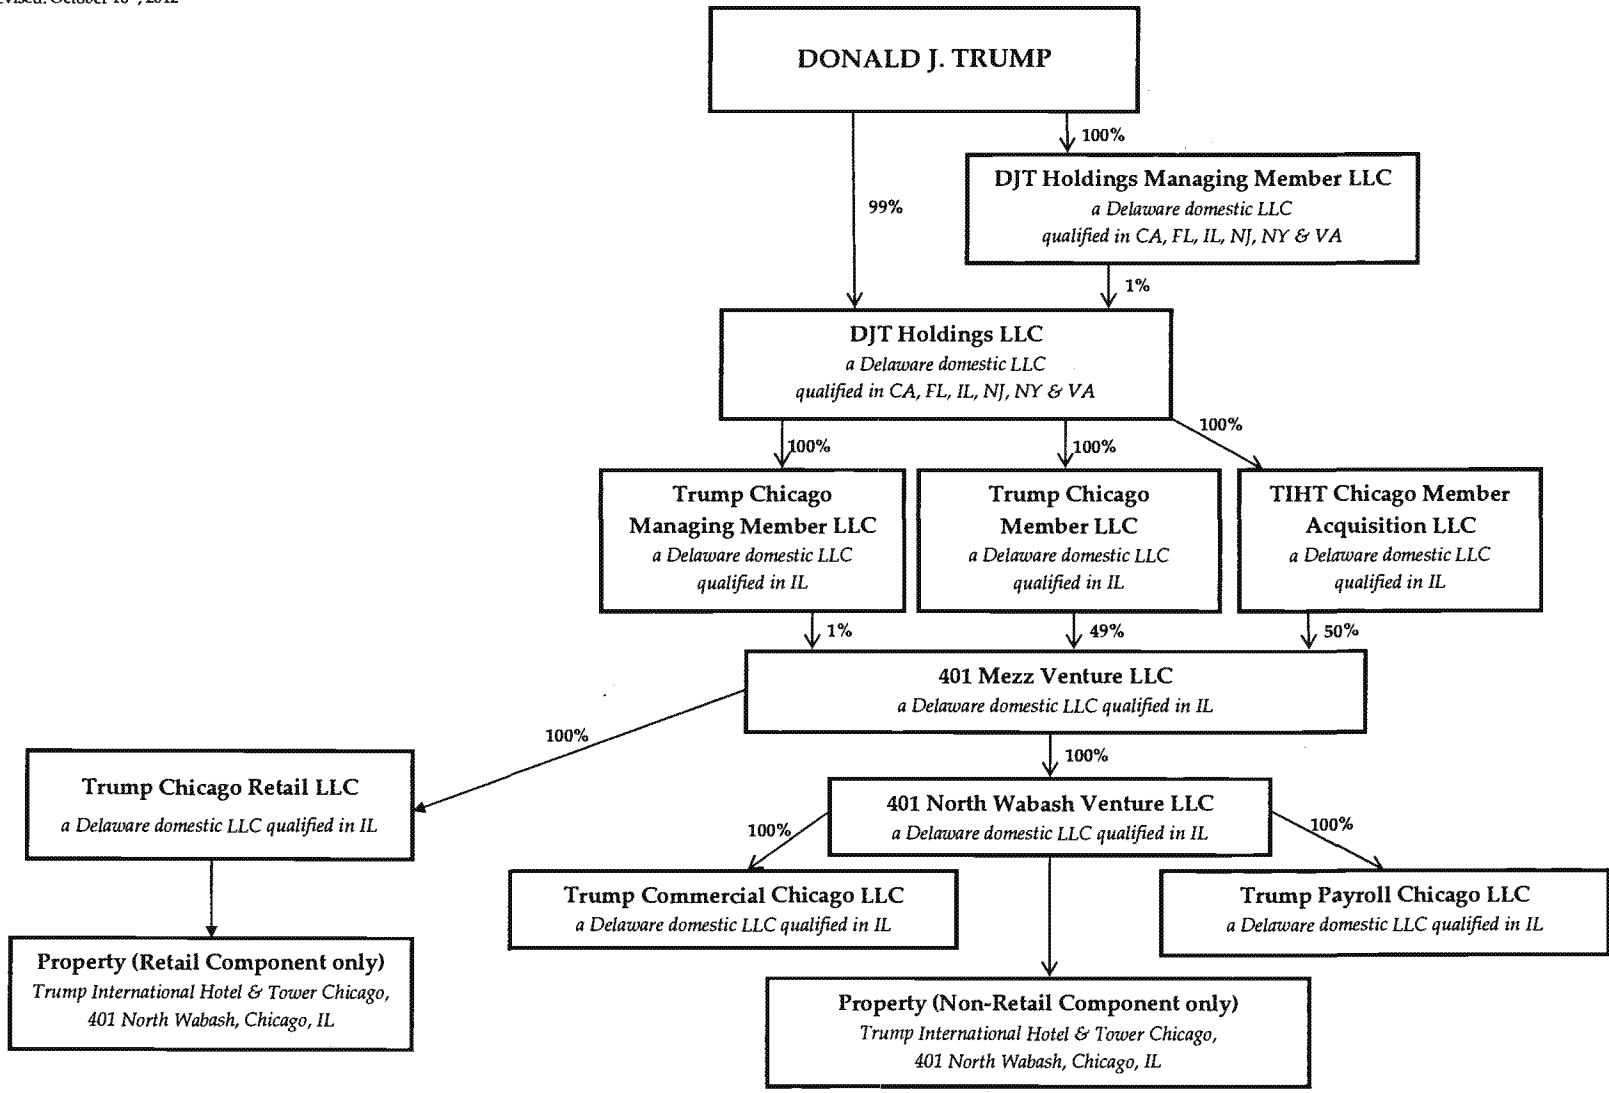 October 16, 2012
DONALD J. TRUMP
100%
DJT Holdings Managing Member LLC
a Delaware domestic LLC
qualified in CA, FL, IL, NJ, NY & VA
99%
1%
DJT Holdings LLC
a Delaware domestic LLC
qualified in CA, FL, IL, NJ, NY & VA
100%
100%
100%
Trump Chicago
Managing Member LLC
a Delaware domestic LLC
qualified in IL
Trump Chicago
Member LLC
a Delaware domestic LLC
qualified in IL
TIHT Chicago Member
Acquisition LLC
a Delaware domestic LLC
qualified in IL
1%
49%
50%
401 Mezz Venture LLC
a Delaware domestic LLC qualified in IL
100%
100%
Trump Chicago Retail LLC
a Delaware domestic LLC qualified in IL
401 North Wabash Venture LLC
a Delaware domestic LLC qualified in IL
100%
100%
Trump Commercial Chicago LLC
a Delaware domestic LLC qualified in IL
Trump Payroll Chicago LLC
a Delaware domestic LLC qualified in IL
Property (Retail Component only)
Trump International Hotel & Tower Chicago,
401 North Wabash, Chicago, IL
Property (Non-Retail Component only)
Trump International Hotel & Tower Chicago,
401 North Wabash, Chicago, IL